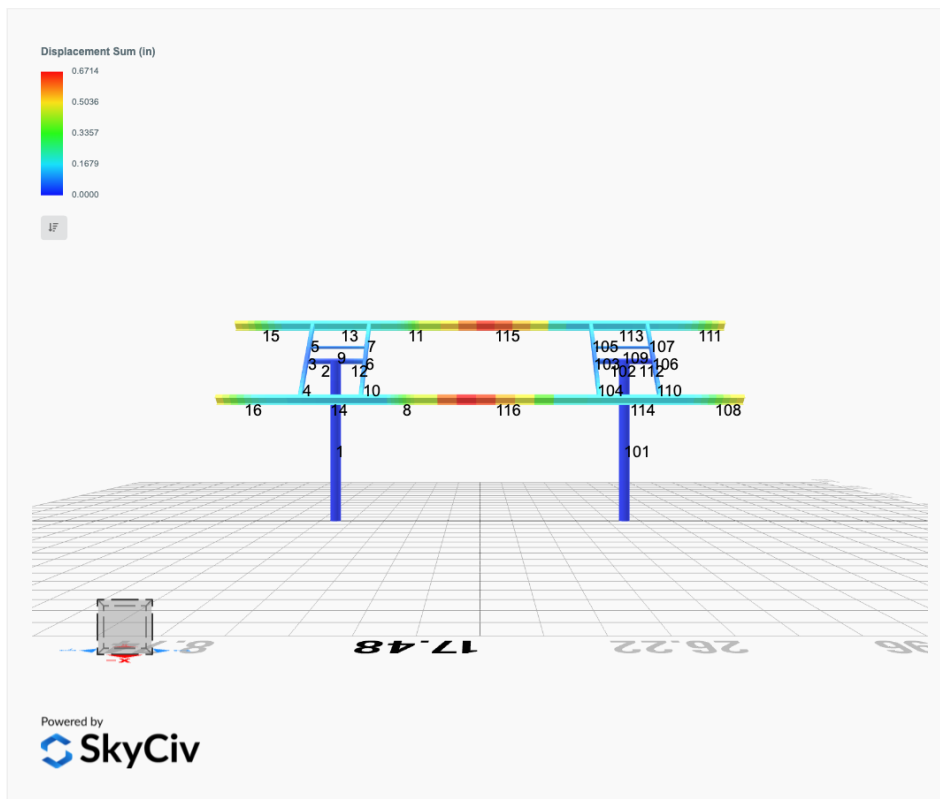 Displacement Sum (in)
0.6714
0.5036
0.3357
0.1679
0.0000
15 13 11 115 113 111
5 7 105 107
9 109
3 6 103 106
2 12 102 112
4 10 104 110
16 14 8 116 114 108
1 101
17.48 22 26.22
-X
Powered by
SkyCiv